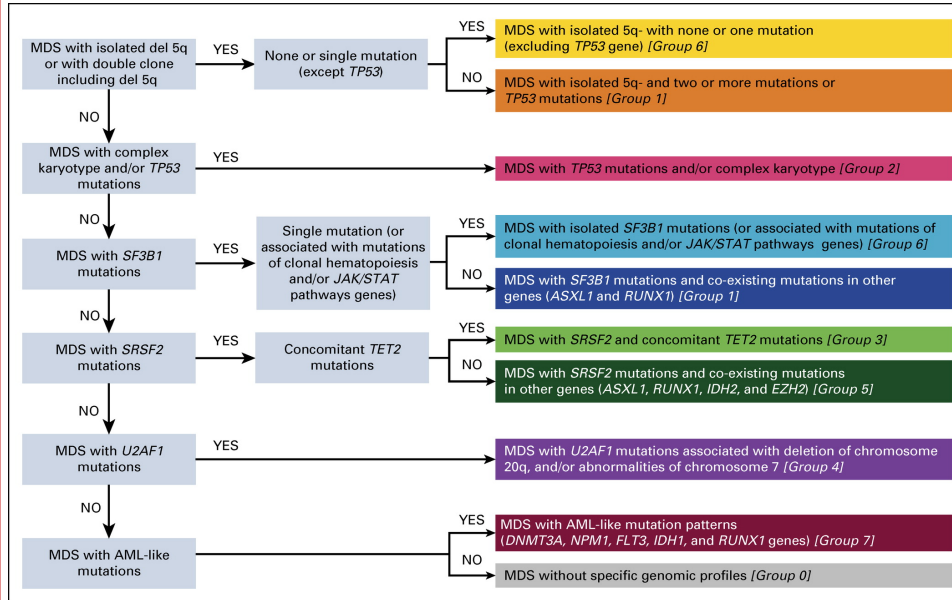 MDS with isolated del 5q
or with double clone
including del 5q
YES
None or single mutation
(except TP53)
YES
MDS with isolated 5q- with none or one mutation
(excluding TP53 gene) [Group 6]
NO
MDS with isolated 5q- and two or more mutations or
TP53 mutations [Group 1]
NO
MDS with complex
karyotype and/or TP53
mutations
YES
MDS with TP53 mutations and/or complex karyotype [Group 2]
NO
MDS with SF3B1
mutations
YES
Single mutation (or
associated with mutations
of clonal hematopoiesis
and/or JAK/STAT
pathways genes)
YES
MDS with isolated SF3B1 mutations (or associated with mutations of
clonal hematopoiesis and/or JAK/STAT pathways genes) [Group 6]
NO
MDS with SF3B1 mutations and co-existing mutations in other
genes (ASXL1 and RUNX1) [Group 1]
NO
MDS with SRSF2
mutations
YES
Concomitant TET2
mutations
YES
MDS with SRSF2 and concomitant TET2 mutations [Group 3]
NO
MDS with SRSF2 mutations and co-existing mutations
in other genes (ASXL1, RUNX1, IDH2, and EZH2) [Group 5]
NO
MDS with U2AF1
mutations
YES
MDS with U2AF1 mutations associated with deletion of chromosome
20q, and/or abnormalities of chromosome 7 [Group 4]
NO
MDS with AML-like
mutations
YES
MDS with AML-like mutation patterns
(DNMT3A, NPM1, FLT3, IDH1, and RUNX1 genes) [Group 7]
NO
MDS without specific genomic profiles [Group 0]